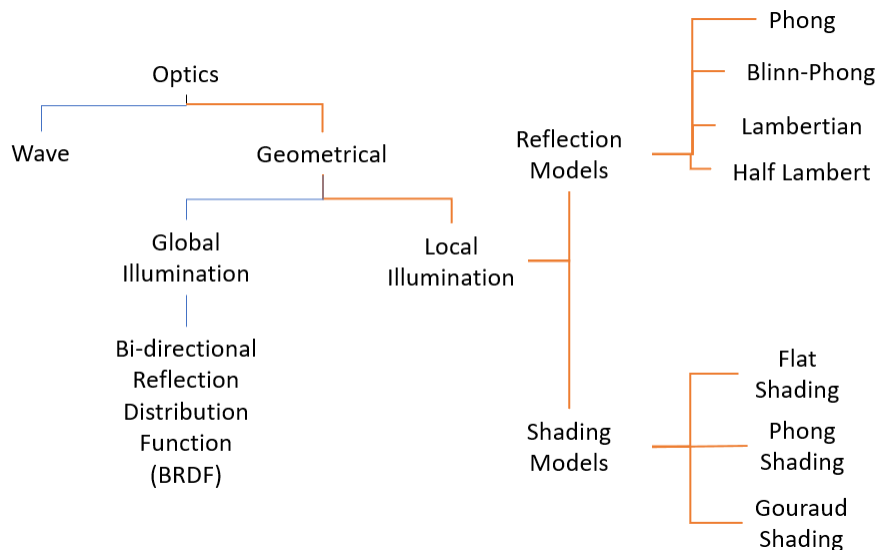 Optics
Wave
Geometrical
Global
Illumination
Bi-directional
Reflection
Distribution
Function
(BRDF)
Local
Illumination
Reflection
Models
Phong
Blinn-Phong
Lambertian
Half Lambert
Shading
Models
Flat
Shading
Phong
Shading
Gouraud
Shading